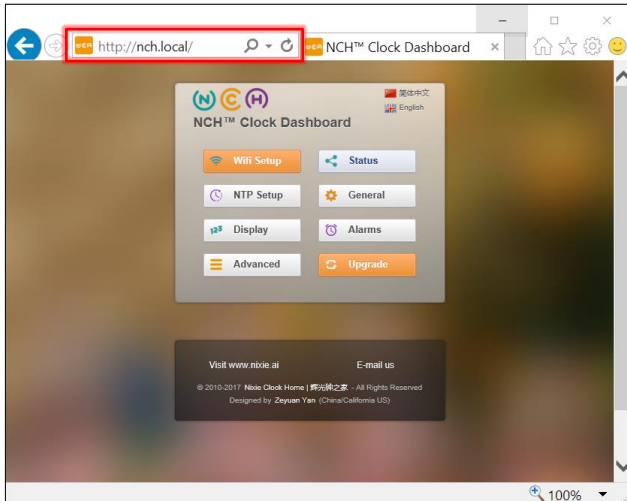 http://nch.local/
NCH™ Clock Dashboard
N C H
简体中文
English
NCH™ Clock Dashboard
Wifi Setup
Status
NTP Setup
General
123 Display
Alarms
Advanced
Upgrade
Visit www.nixie.ai
E-mail us
© 2010-2017 Nixie Clock Home | 辉光钟之家 - All Rights Reserved
Designed by Zeyuan Yan (China/California US)
100%